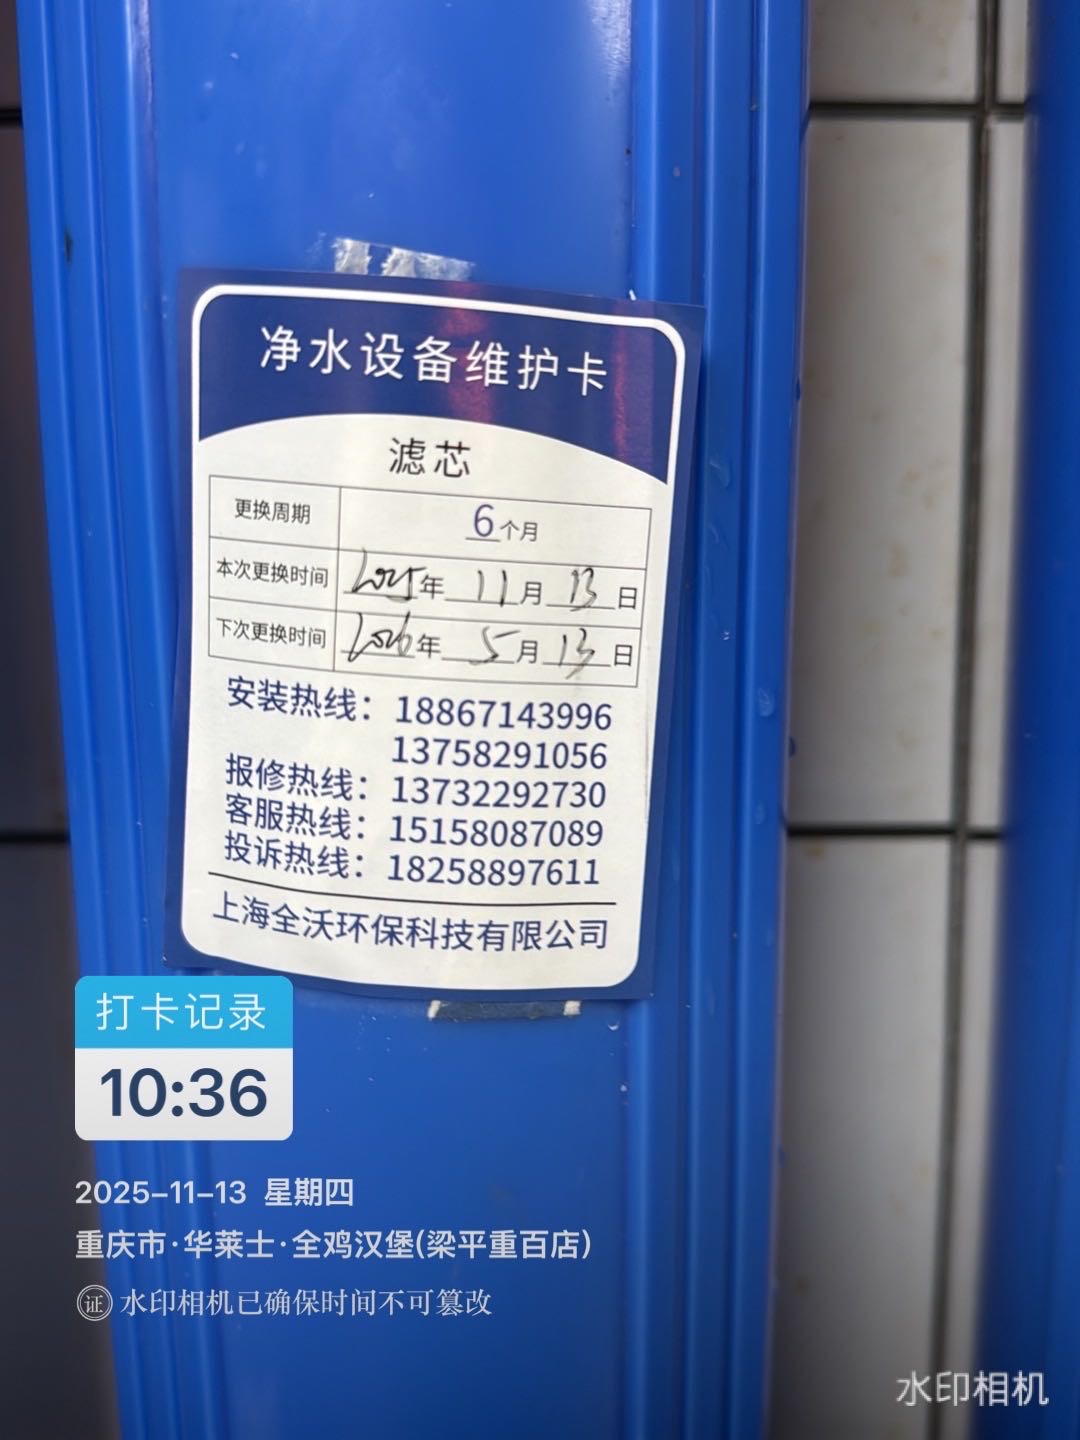 净水设备维护卡
滤芯
更换周期 6个月
本次更换时间 2025年11月13日
下次更换时间 2026年5月13日
安装热线：18867143996
13758291056
报修热线：13732292730
客服热线：15158087089
投诉热线：18258897611
上海全沃环保科技有限公司
打卡记录
10:36
2025-11-13 星期四
重庆市·华莱士·全鸡汉堡(梁平重百店)
证 水印相机已确保时间不可篡改
水印相机